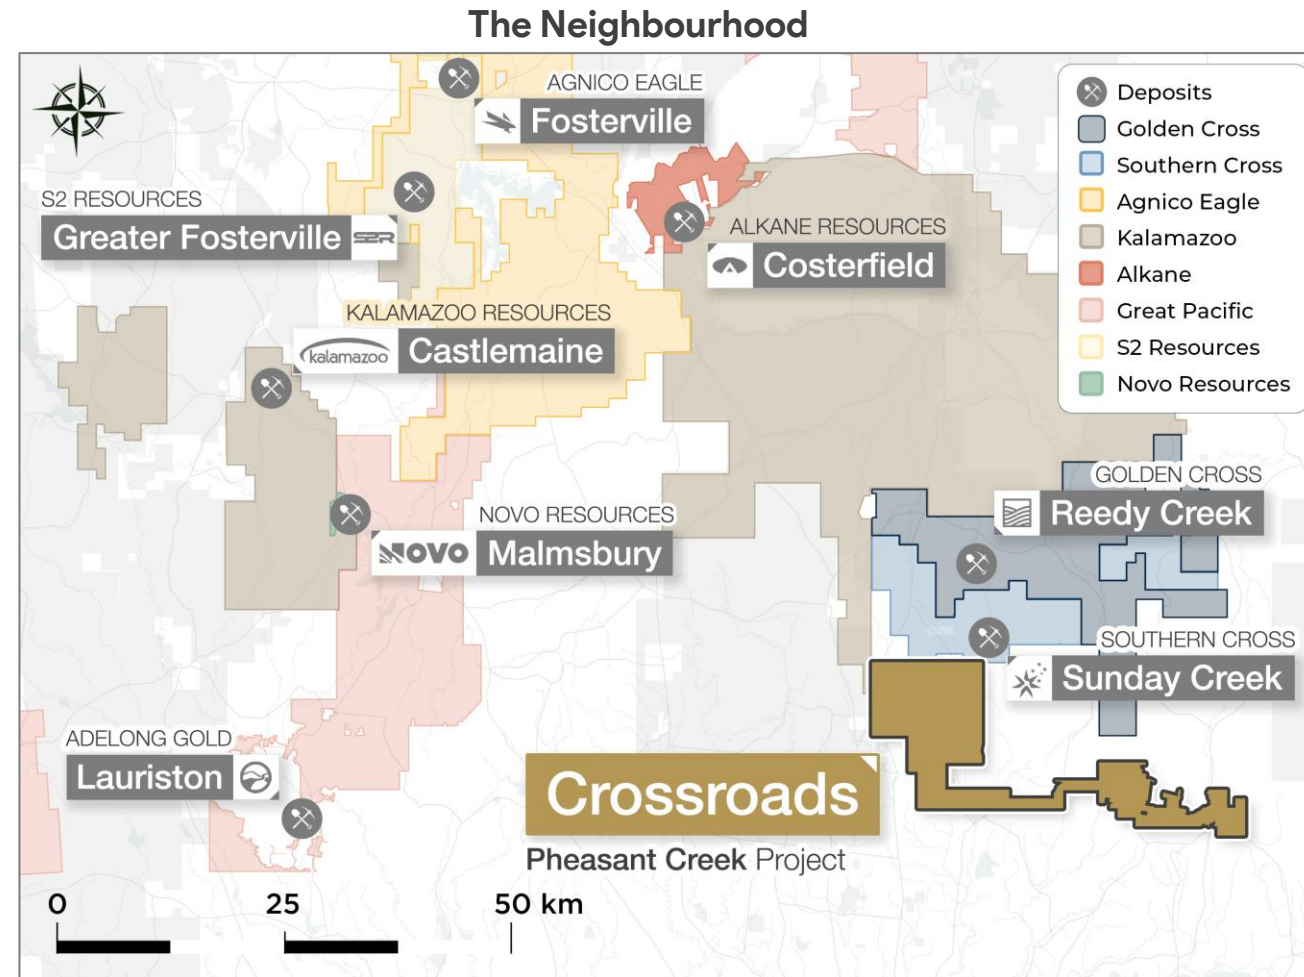 The Neighbourhood
AGNICO EAGLE
Fosterville
S2 RESOURCES
Greater Fosterville S2R
ALKANE RESOURCES
Costerfield
KALAMAZOO RESOURCES
kalamazoo Castlemaine
NOVO RESOURCES
NOVO Malmsbury
GOLDEN CROSS
Reedy Creek
SOUTHERN CROSS
Sunday Creek
ADELONG GOLD
Lauriston
Crossroads
Pheasant Creek Project
Deposits
Golden Cross
Southern Cross
Agnico Eagle
Kalamazoo
Alkane
Great Pacific
S2 Resources
Novo Resources
0 25 50 km